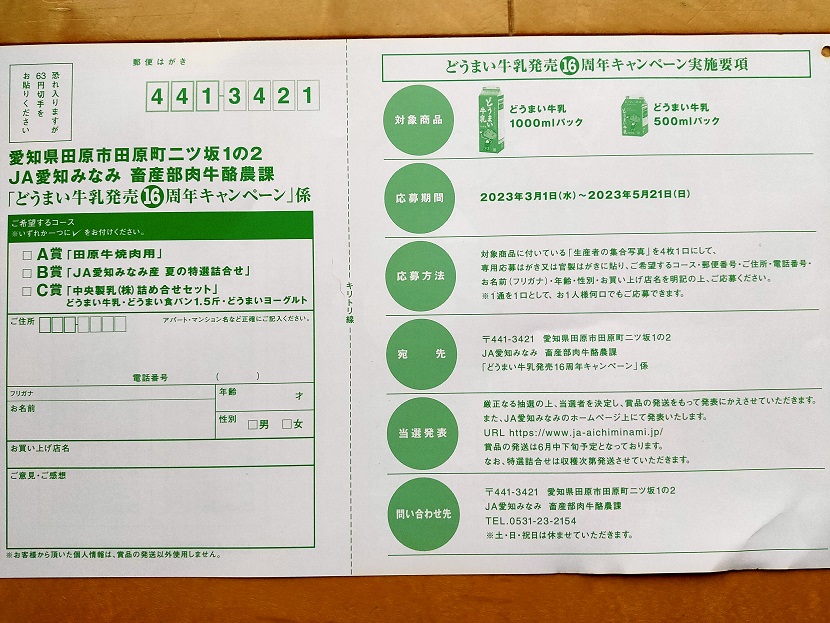 郵便はがき
恐れ入りますが
63円切手を
お貼りください
441-3421
愛知県田原市田原町二ツ坂1の2
JA愛知みなみ 畜産部肉牛酪農課
「どうまい牛乳発売16周年キャンペーン」係
ご希望するコース
※いずれか一つに✓をお付けください。
□A賞「田原牛焼肉用」
□B賞「JA愛知みなみ産 夏の特選詰合せ」
□C賞「中央製乳(株)詰め合せセット」
どうまい牛乳・どうまい食パン1.5斤・どうまいヨーグルト
ご住所
アパート・マンション名など正確にご記入ください。
電話番号 ( )
フリガナ
お名前
年齢 才
性別 □男 □女
お買い上げ店名
ご意見・ご感想
※お客様から頂いた個人情報は、賞品の発送以外使用しません。
キリトリ線
どうまい牛乳発売16周年キャンペーン実施要項
対象商品
どうまい牛乳
どうまい牛乳
1000mlパック
どうまい牛乳
500mlパック
応募期間
2023年3月1日(水)～2023年5月21日(日)
応募方法
対象商品に付いている「生産者の集合写真」を4枚1口にして、
専用応募はがき又は官製はがきに貼り、ご希望するコース・郵便番号・ご住所・電話番号・
お名前(フリガナ)・年齢・性別・お買い上げ店名を明記の上、ご応募ください。
※1通を1口として、お1人様何口でもご応募できます。
宛先
〒441-3421 愛知県田原市田原町二ツ坂1の2
JA愛知みなみ 畜産部肉牛酪農課
「どうまい牛乳発売16周年キャンペーン」係
当選発表
厳正なる抽選の上、当選者を決定し、賞品の発送をもって発表にかえさせていただきます。
また、JA愛知みなみのホームページ上にて発表いたします。
URL https://www.ja-aichiminami.jp/
賞品の発送は6月中下旬予定となっております。
なお、特選詰合せは収穫次第発送させていただきます。
問い合わせ先
〒441-3421 愛知県田原市田原町二ツ坂1の2
JA愛知みなみ 畜産部肉牛酪農課
TEL.0531-23-2154
※土・日・祝日は休ませていただきます。